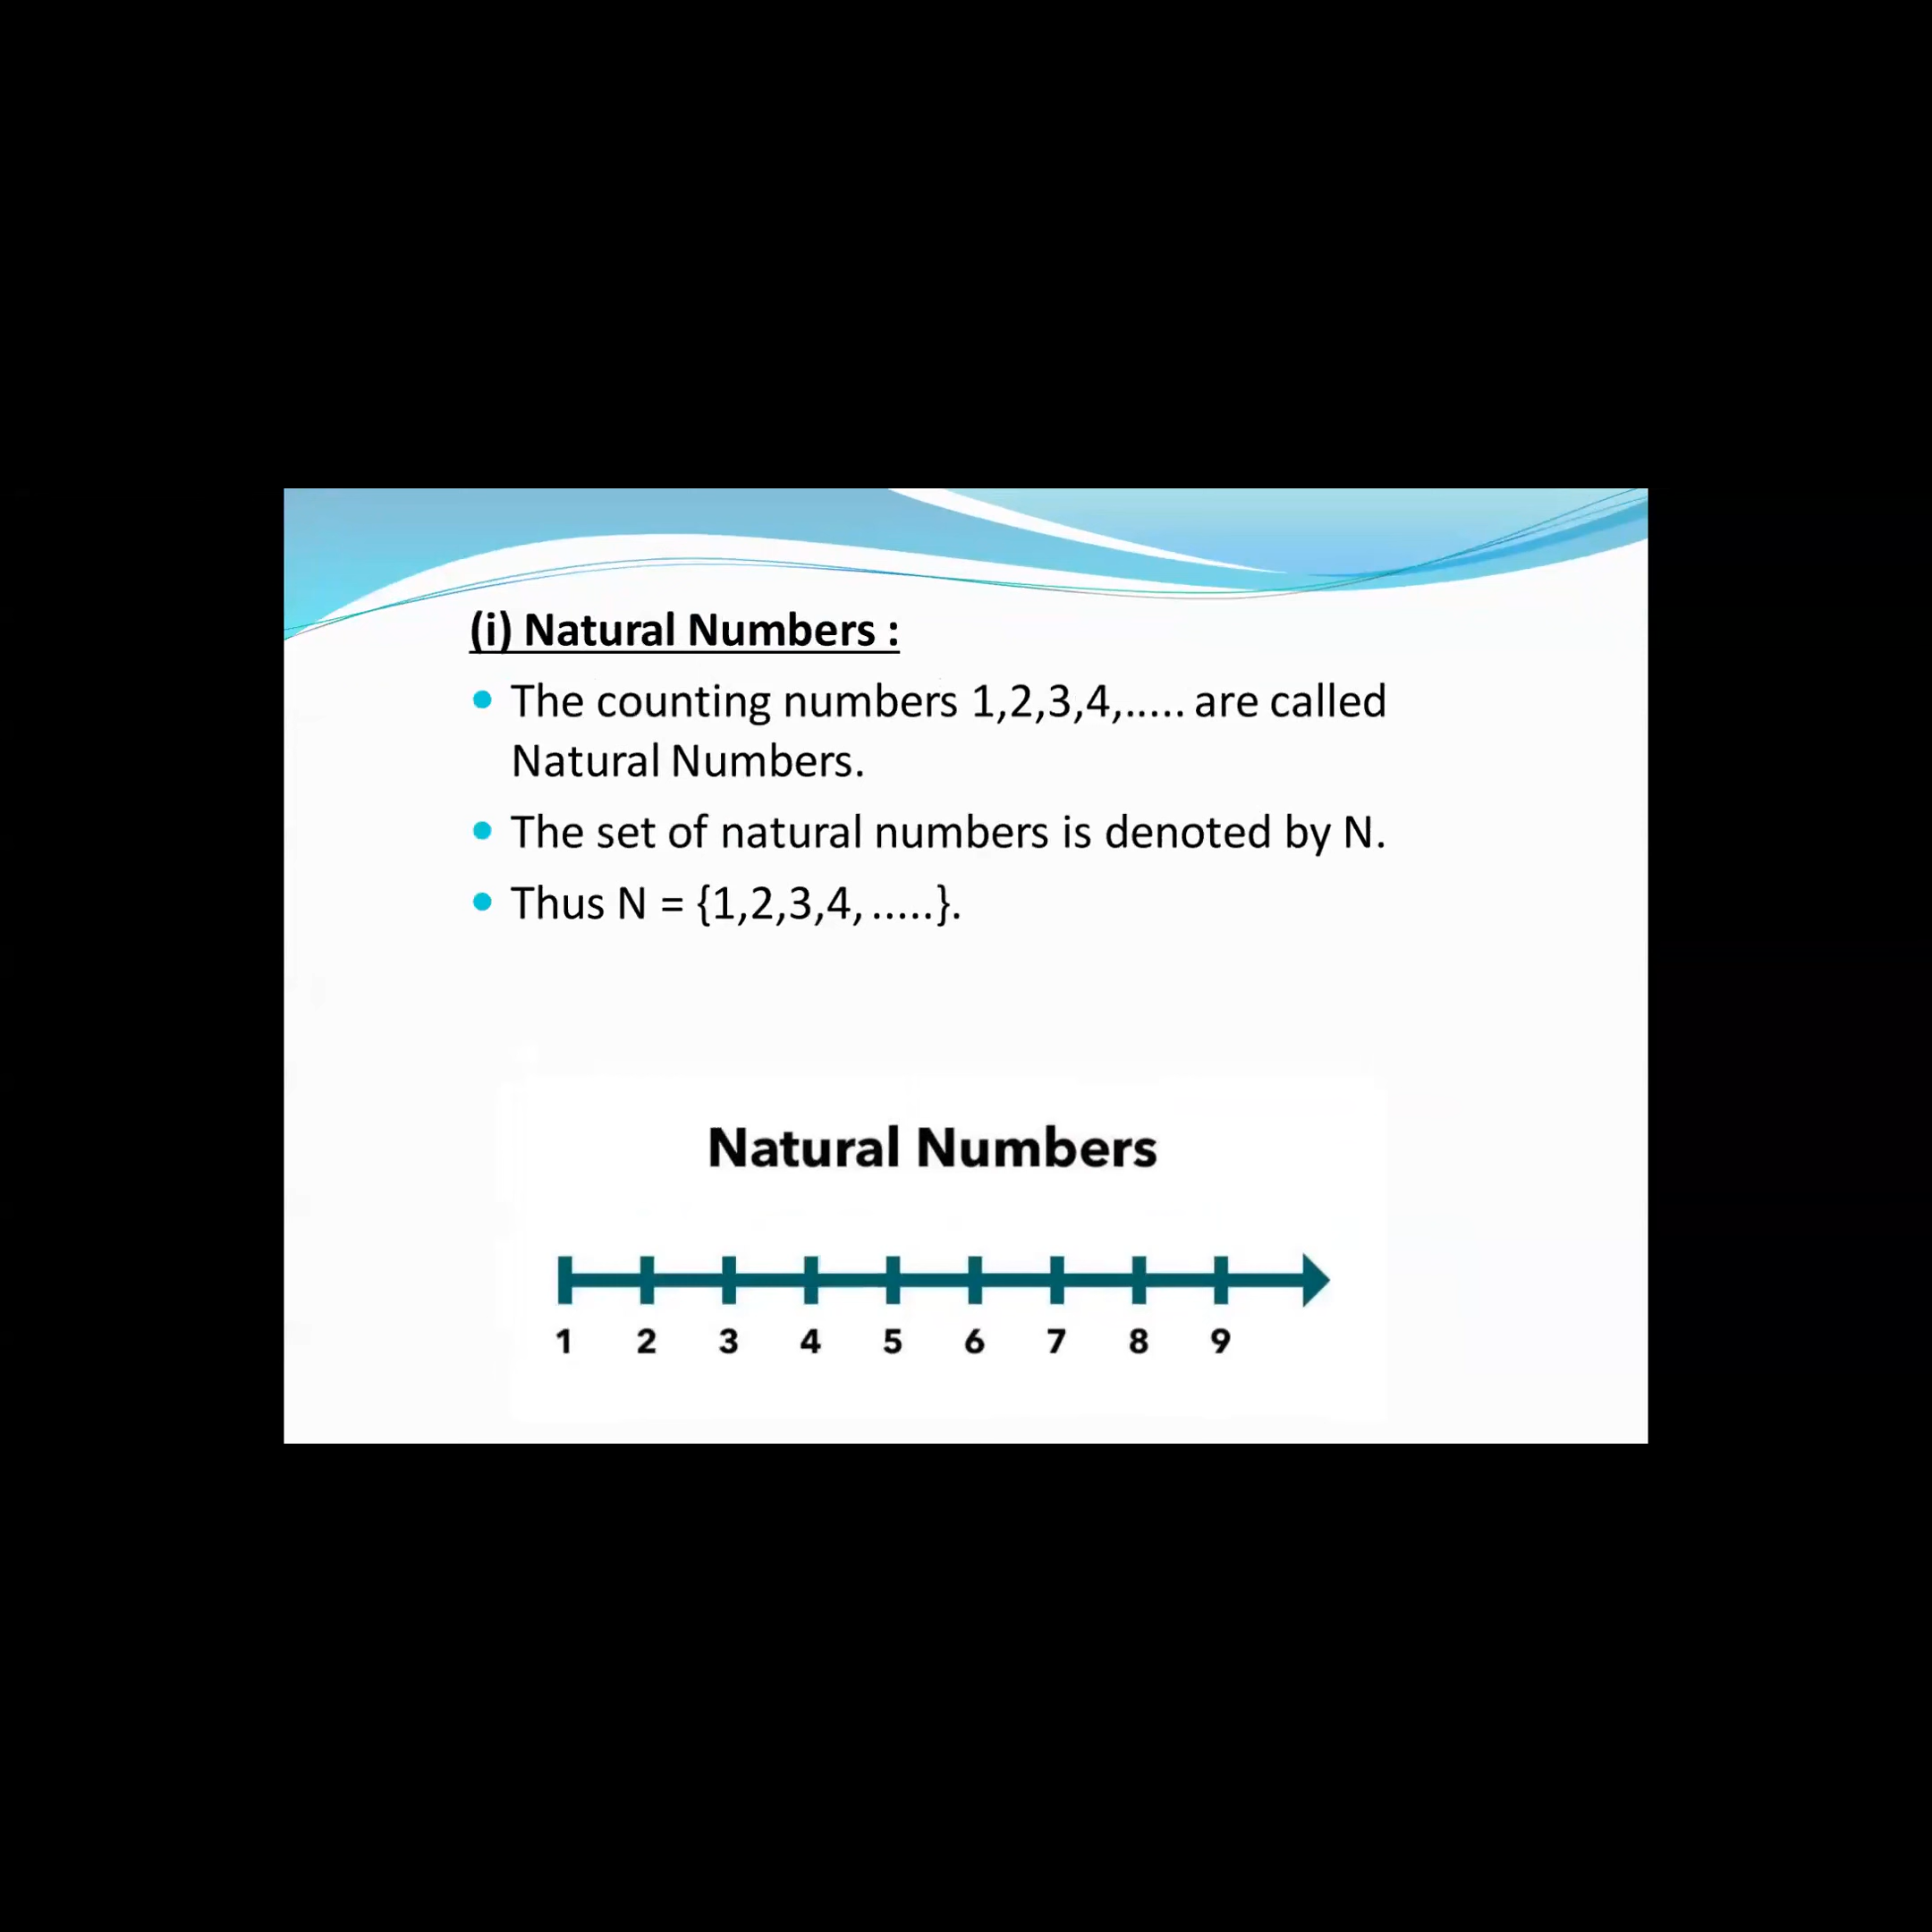 (i) Natural Numbers :
The counting numbers 1,2,3,4,..... are called
Natural Numbers.
The set of natural numbers is denoted by N.
Thus N = {1,2,3,4, .....}.
Natural Numbers
1 2 3 4 5 6 7 8 9